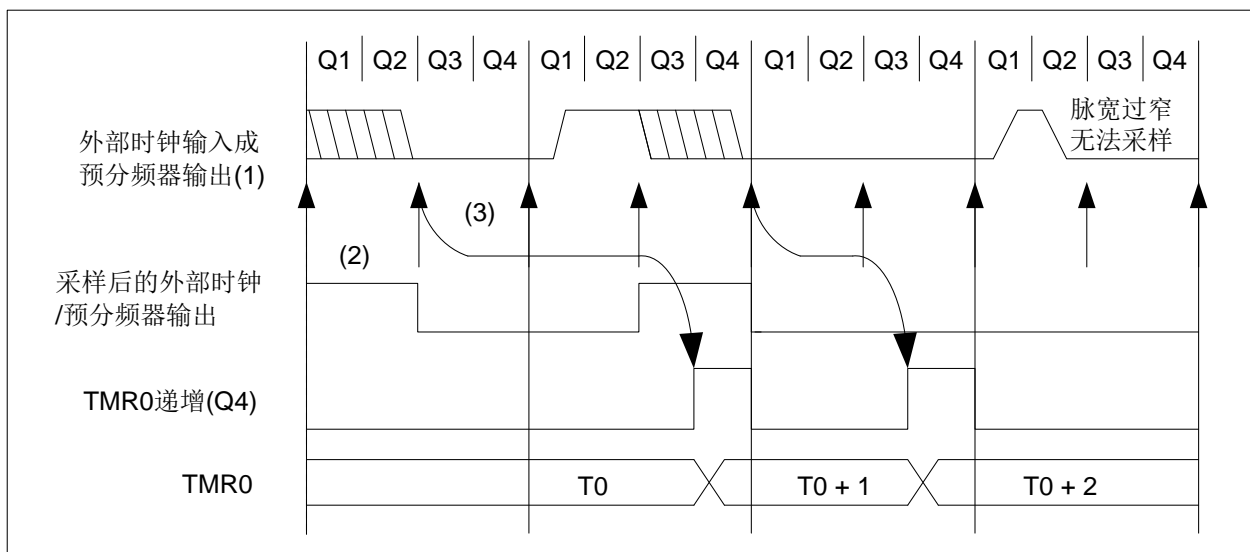 Q1 Q2 Q3 Q4 Q1 Q2 Q3 Q4 Q1 Q2 Q3 Q4 Q1 Q2 Q3 Q4
外部时钟输入成
预分频器输出(1)
脉宽过窄
无法采样
(3)
(2)
采样后的外部时钟
/预分频器输出
TMR0递增(Q4)
TMR0
T0
T0 + 1
T0 + 2